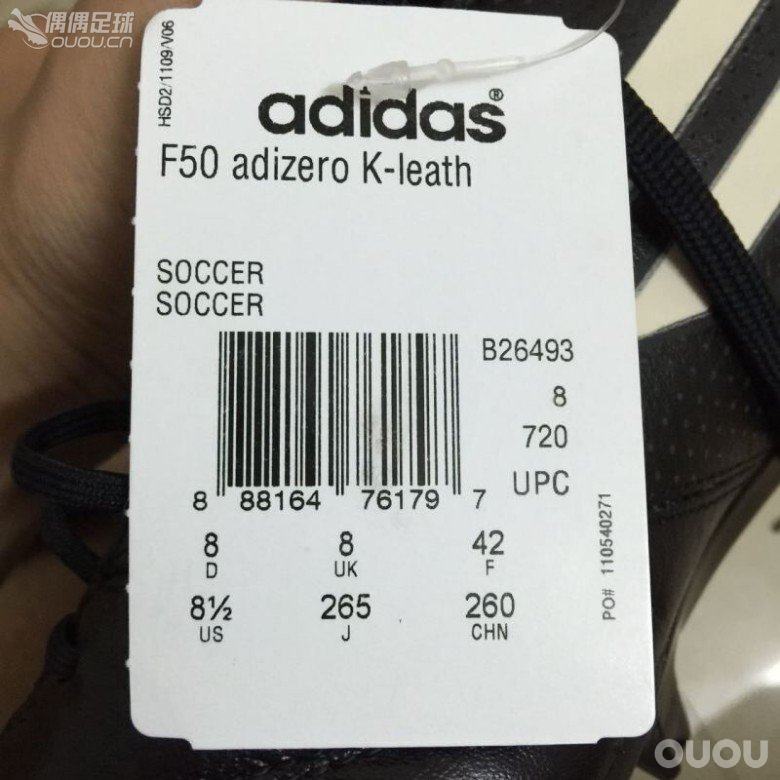 偶偶足球
OUOU.CN
HSD2/1109/V06
adidas®
F50 adizero K-leath
SOCCER
SOCCER
B26493
8
720
UPC
8 88164 76179 7
8 8 42
D UK F
8½ 265 260
US J CHN
PO# 110540271
OUOU